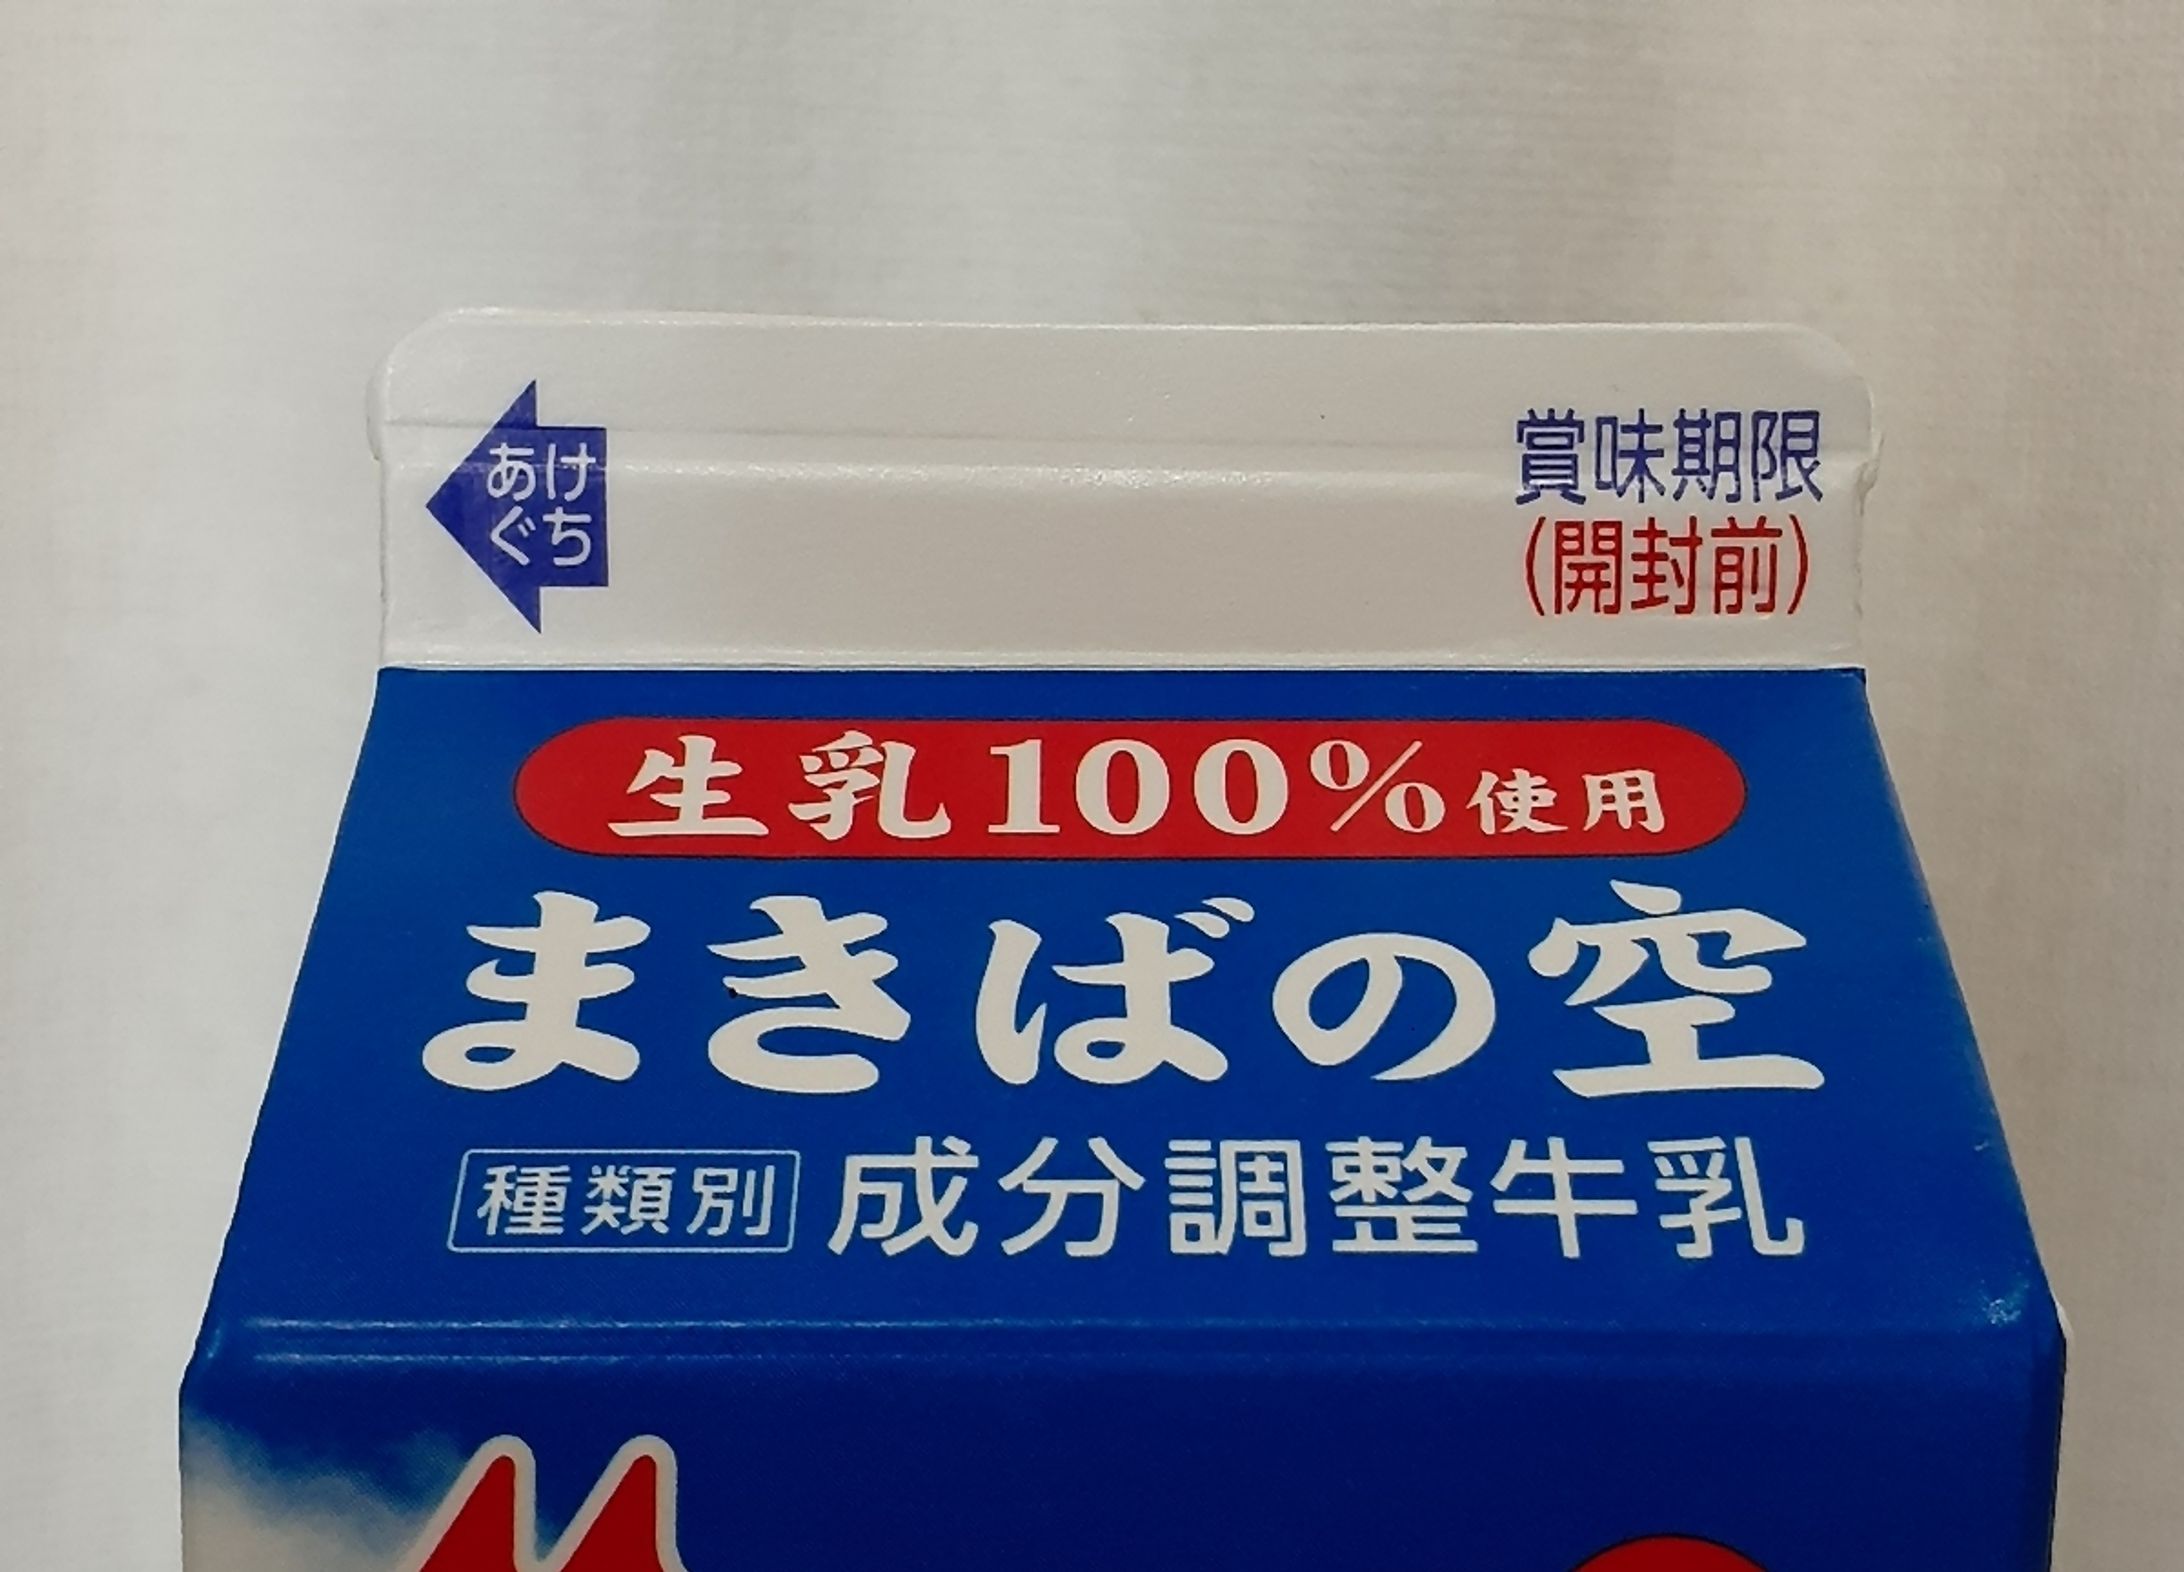 あけ
ぐち
賞味期限
(開封前)
生乳100%使用
まきばの空
種類別 成分調整牛乳